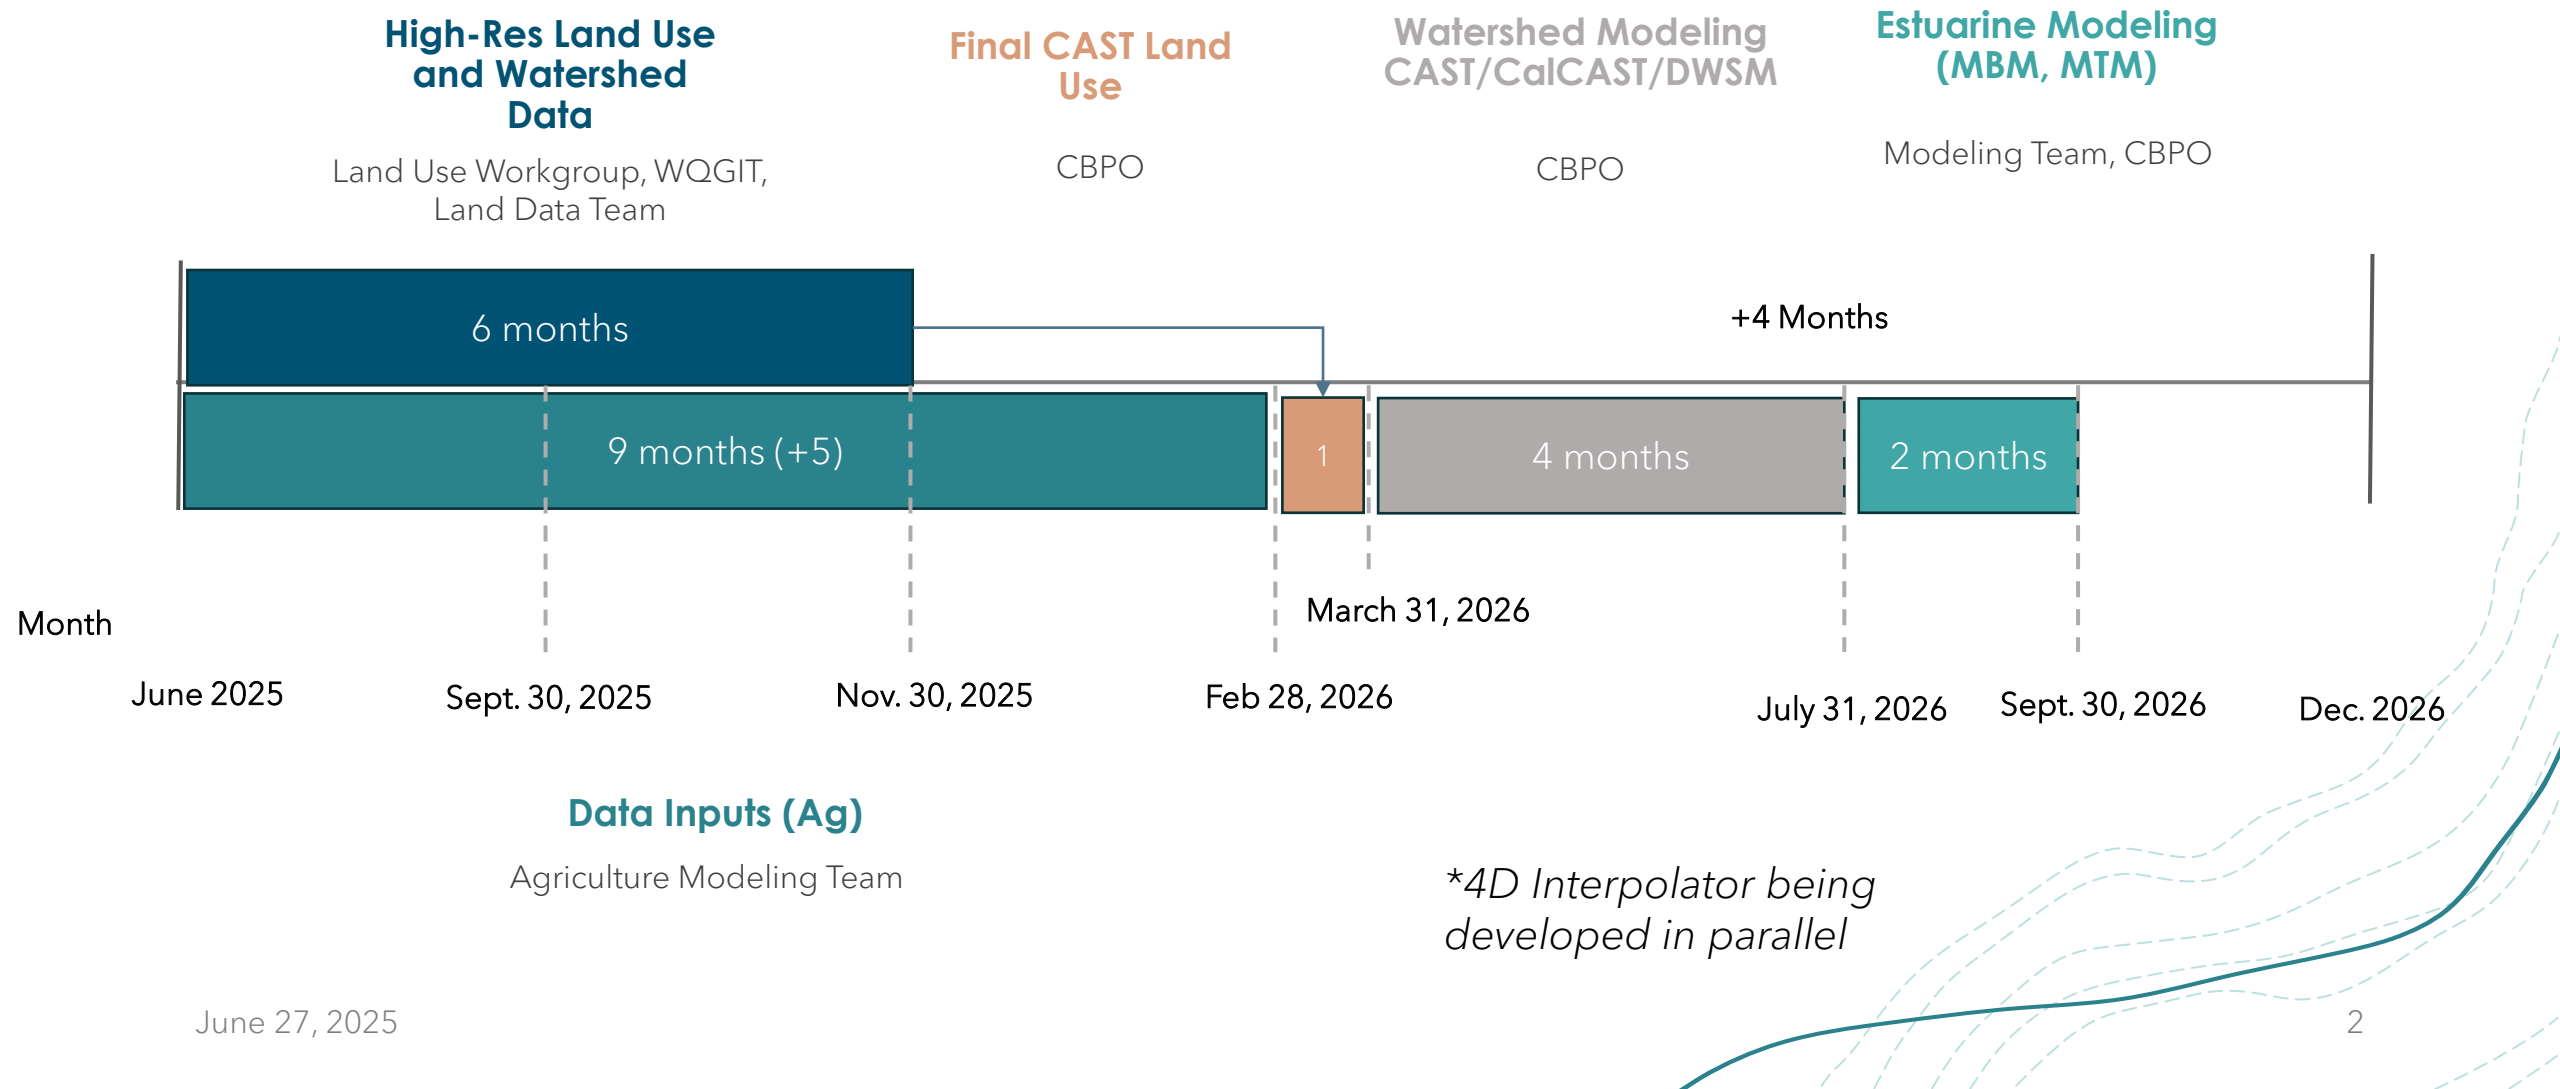 High-Res Land Use
and Watershed
Data
Land Use Workgroup, WQGIT,
Land Data Team
Final CAST Land
Use
CBPO
Watershed Modeling
CAST/CalCAST/DWSM
CBPO
Estuarine Modeling
(MBM, MTM)
Modeling Team, CBPO
6 months
+4 Months
9 months (+5)
1
4 months
2 months
Month
June 2025
Sept. 30, 2025
Nov. 30, 2025
Feb 28, 2026
March 31, 2026
July 31, 2026
Sept. 30, 2026
Dec. 2026
Data Inputs (Ag)
Agriculture Modeling Team
*4D Interpolator being
developed in parallel
June 27, 2025
2